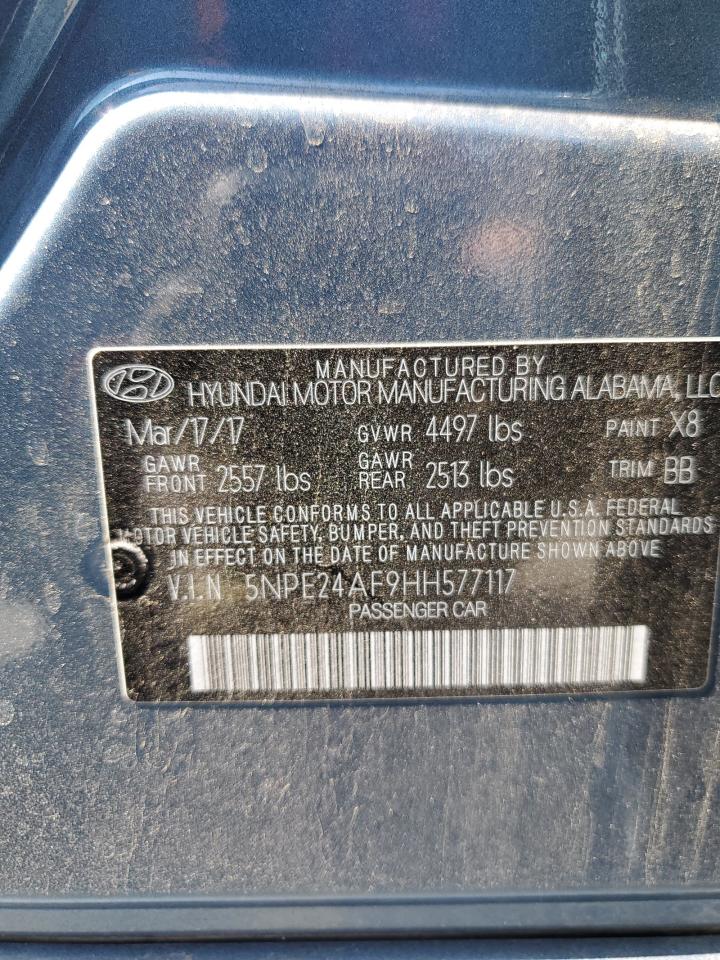 MANUFACTURED BY
HYUNDAI MOTOR MANUFACTURING ALABAMA, LLC
Mar/17/17 GVWR 4497 lbs PAINT X8
GAWR FRONT 2557 lbs GAWR REAR 2513 lbs TRIM BB
THIS VEHICLE CONFORMS TO ALL APPLICABLE U.S.A. FEDERAL
MOTOR VEHICLE SAFETY, BUMPER, AND THEFT PREVENTION STANDARDS
IN EFFECT ON THE DATE OF MANUFACTURE SHOWN ABOVE
V.I.N 5NPE24AF9HH577117
PASSENGER CAR